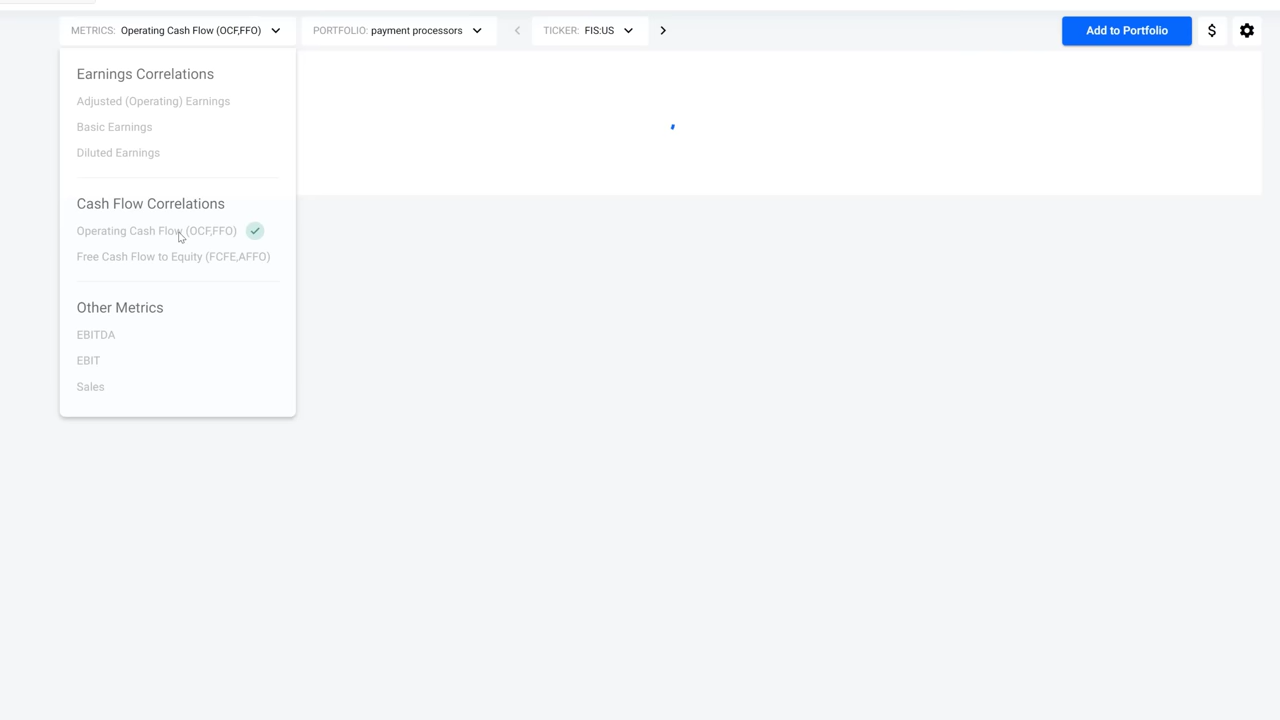 METRICS: Operating Cash Flow (OCF,FFO)
PORTFOLIO: payment processors
TICKER: FIS:US
Add to Portfolio
$
Earnings Correlations
Adjusted (Operating) Earnings
Basic Earnings
Diluted Earnings
Cash Flow Correlations
Operating Cash Flow (OCF,FFO)
Free Cash Flow to Equity (FCFE,AFFO)
Other Metrics
EBITDA
EBIT
Sales